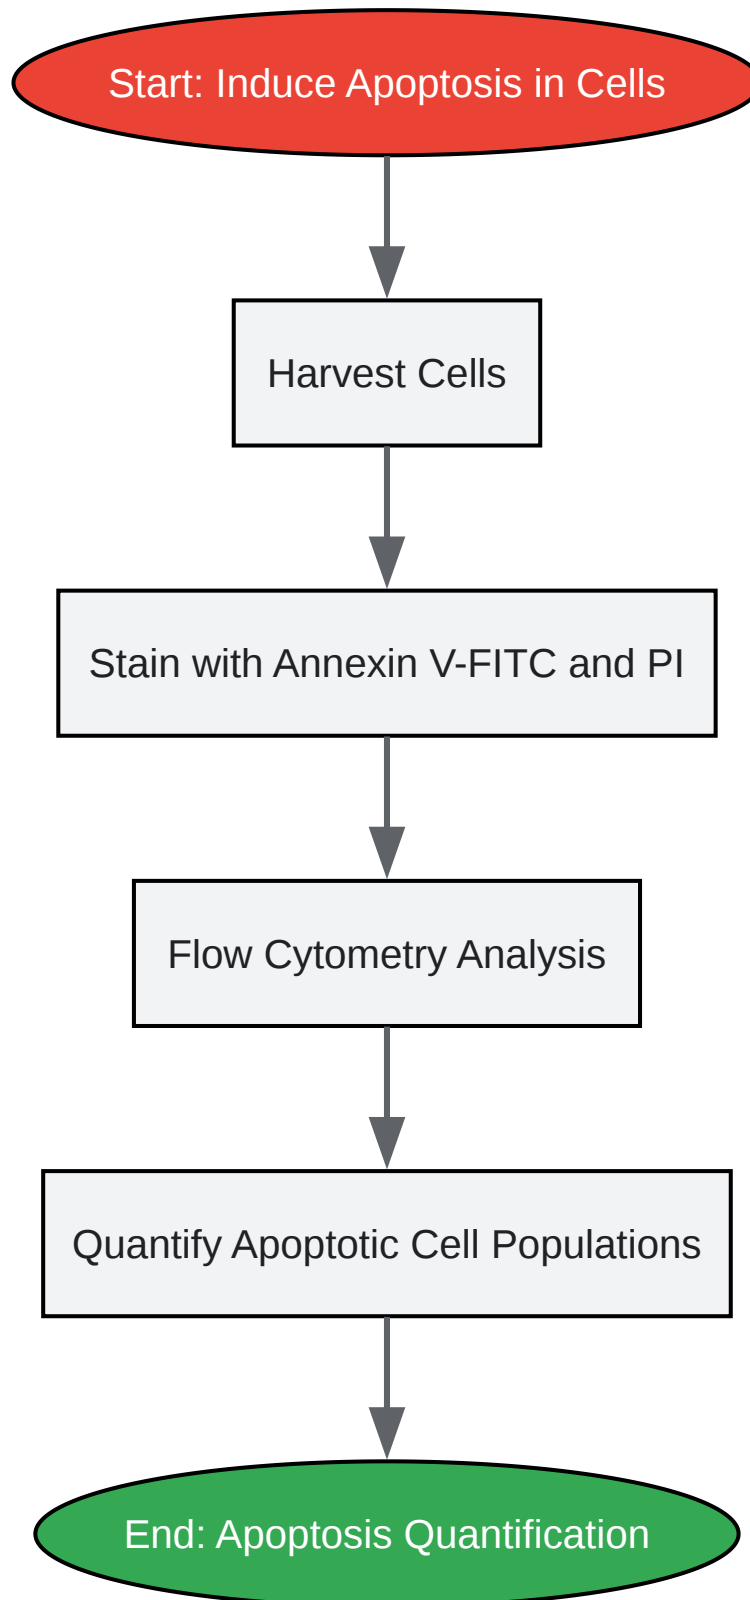 Start: Induce Apoptosis in Cells
Harvest Cells
Stain with Annexin V-FITC and PI
Flow Cytometry Analysis
Quantify Apoptotic Cell Populations
End: Apoptosis Quantification